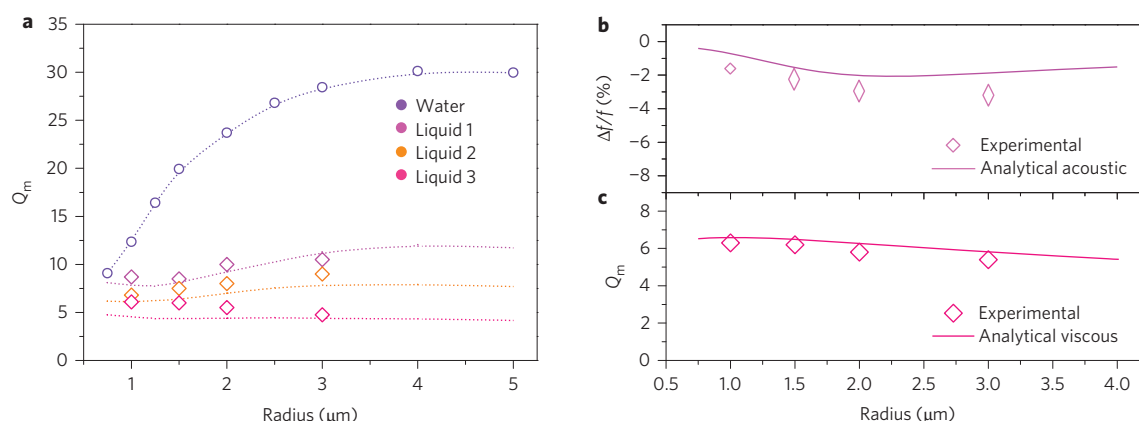 a
35
30
25
20
15
10
5
0
Q_m
Water
Liquid 1
Liquid 2
Liquid 3
1
2
3
4
5
Radius (μm)
b
0
−2
−4
−6
−8
Δf/f (%)
Experimental
Analytical acoustic
c
8
6
4
2
0
Q_m
Experimental
Analytical viscous
0.5
1.0
1.5
2.0
2.5
3.0
3.5
4.0
Radius (μm)